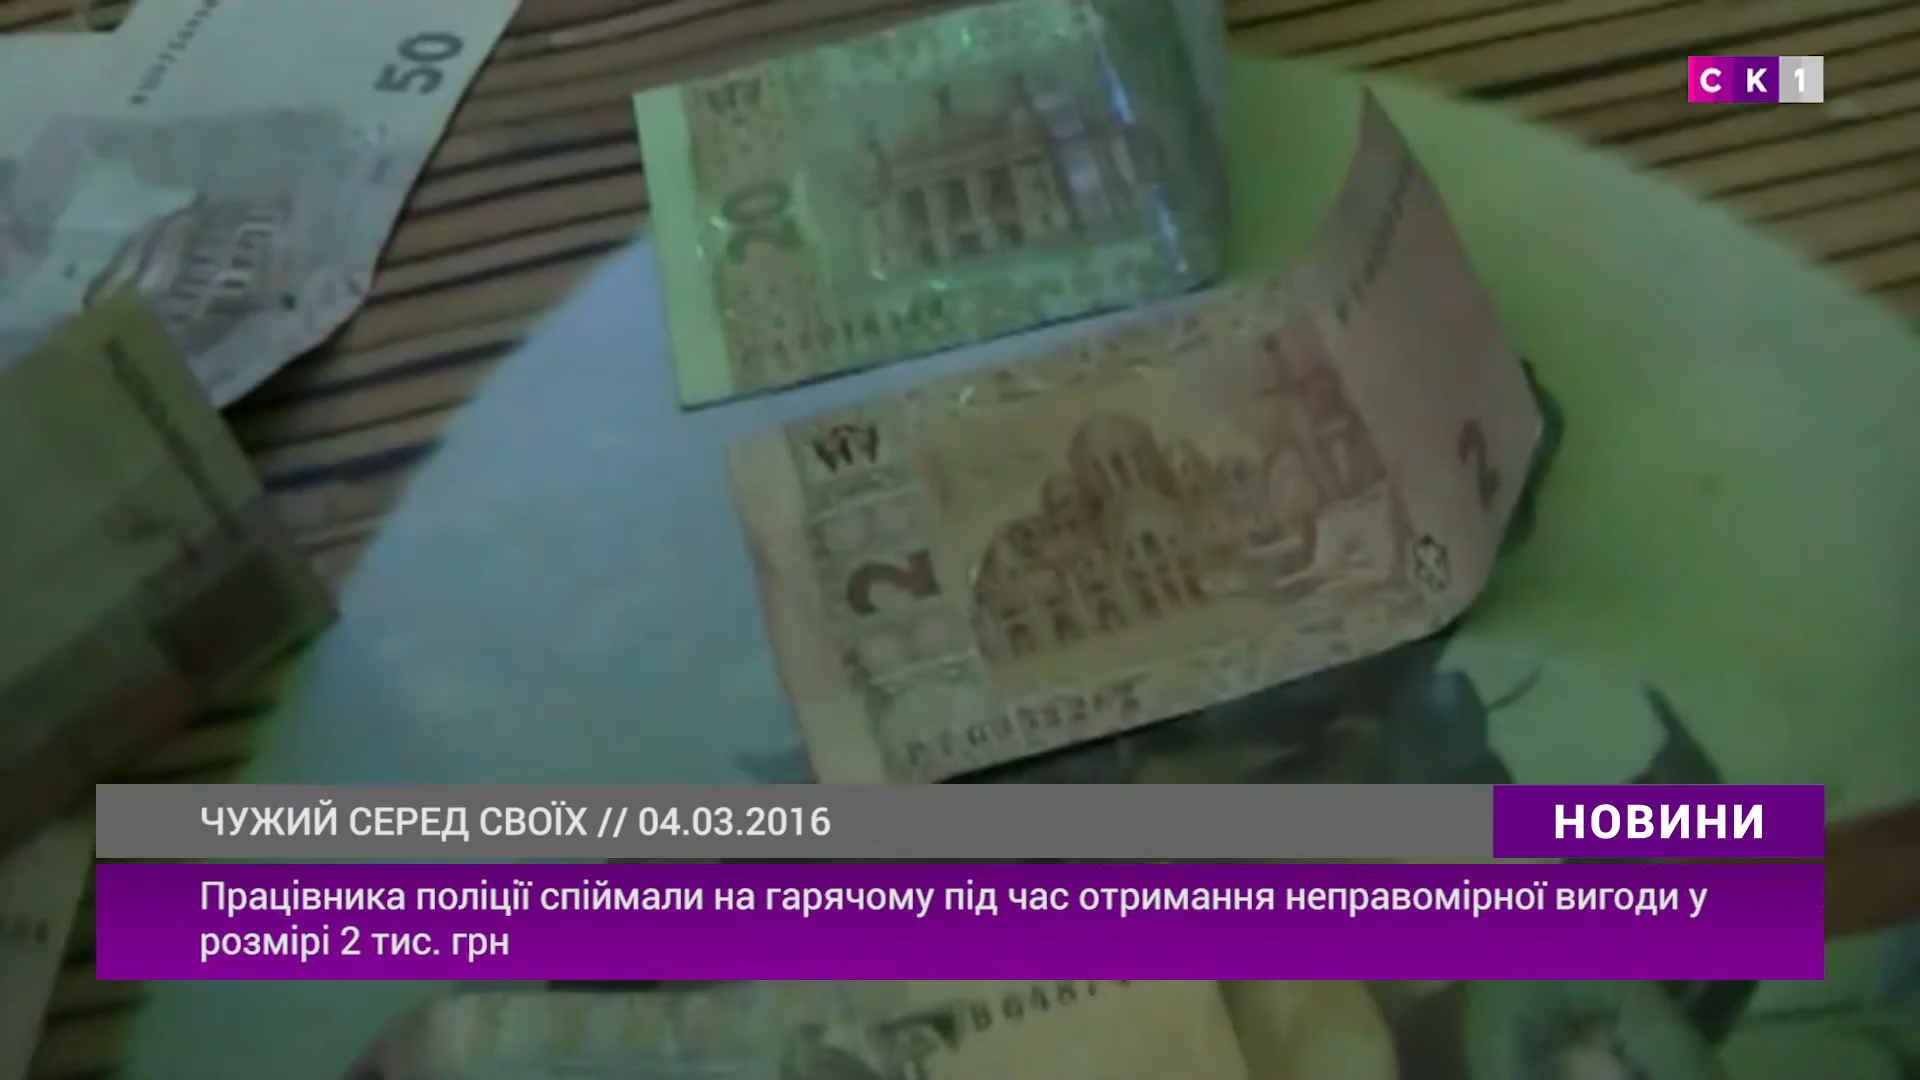 50
СК1
20
2
2
ЧУЖИЙ СЕРЕД СВОЇХ // 04.03.2016
НОВИНИ
Працівника поліції спіймали на гарячому під час отримання неправомірної вигоди у
розмірі 2 тис. грн